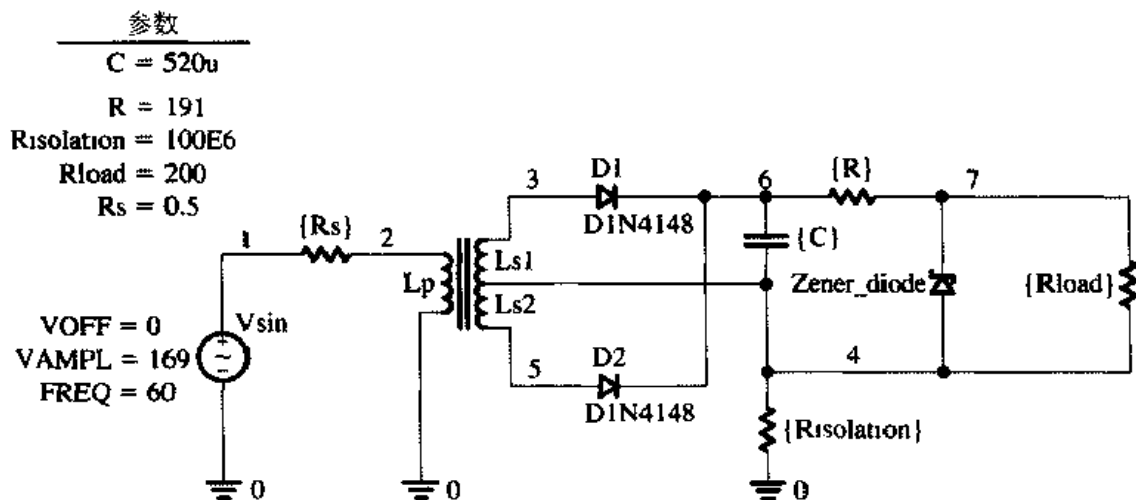 参数
C = 520u
R = 191
Risolation = 100E6
Rload = 200
Rs = 0.5
1
{Rs}
2
VOFF = 0
VAMPL = 169
FREQ = 60
Vsin
0
Lp
Ls1
Ls2
0
3
D1
D1N4148
5
D2
D1N4148
6
{C}
{R}
7
Zener_diode
{Rload}
4
{Risolation}
0